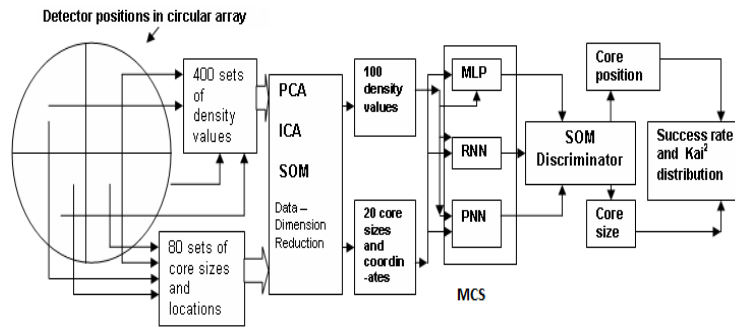 Detector positions in circular array
400 sets
of
density
values
80 sets of
core sizes
and
locations
PCA
ICA
SOM
Data –
Dimension
Reduction
100
density
values
20 core
sizes
and
coordin
-ates
MLP
RNN
PNN
MCS
SOM
Discriminator
Core
position
Core
size
Success rate
and Kai²
distribution